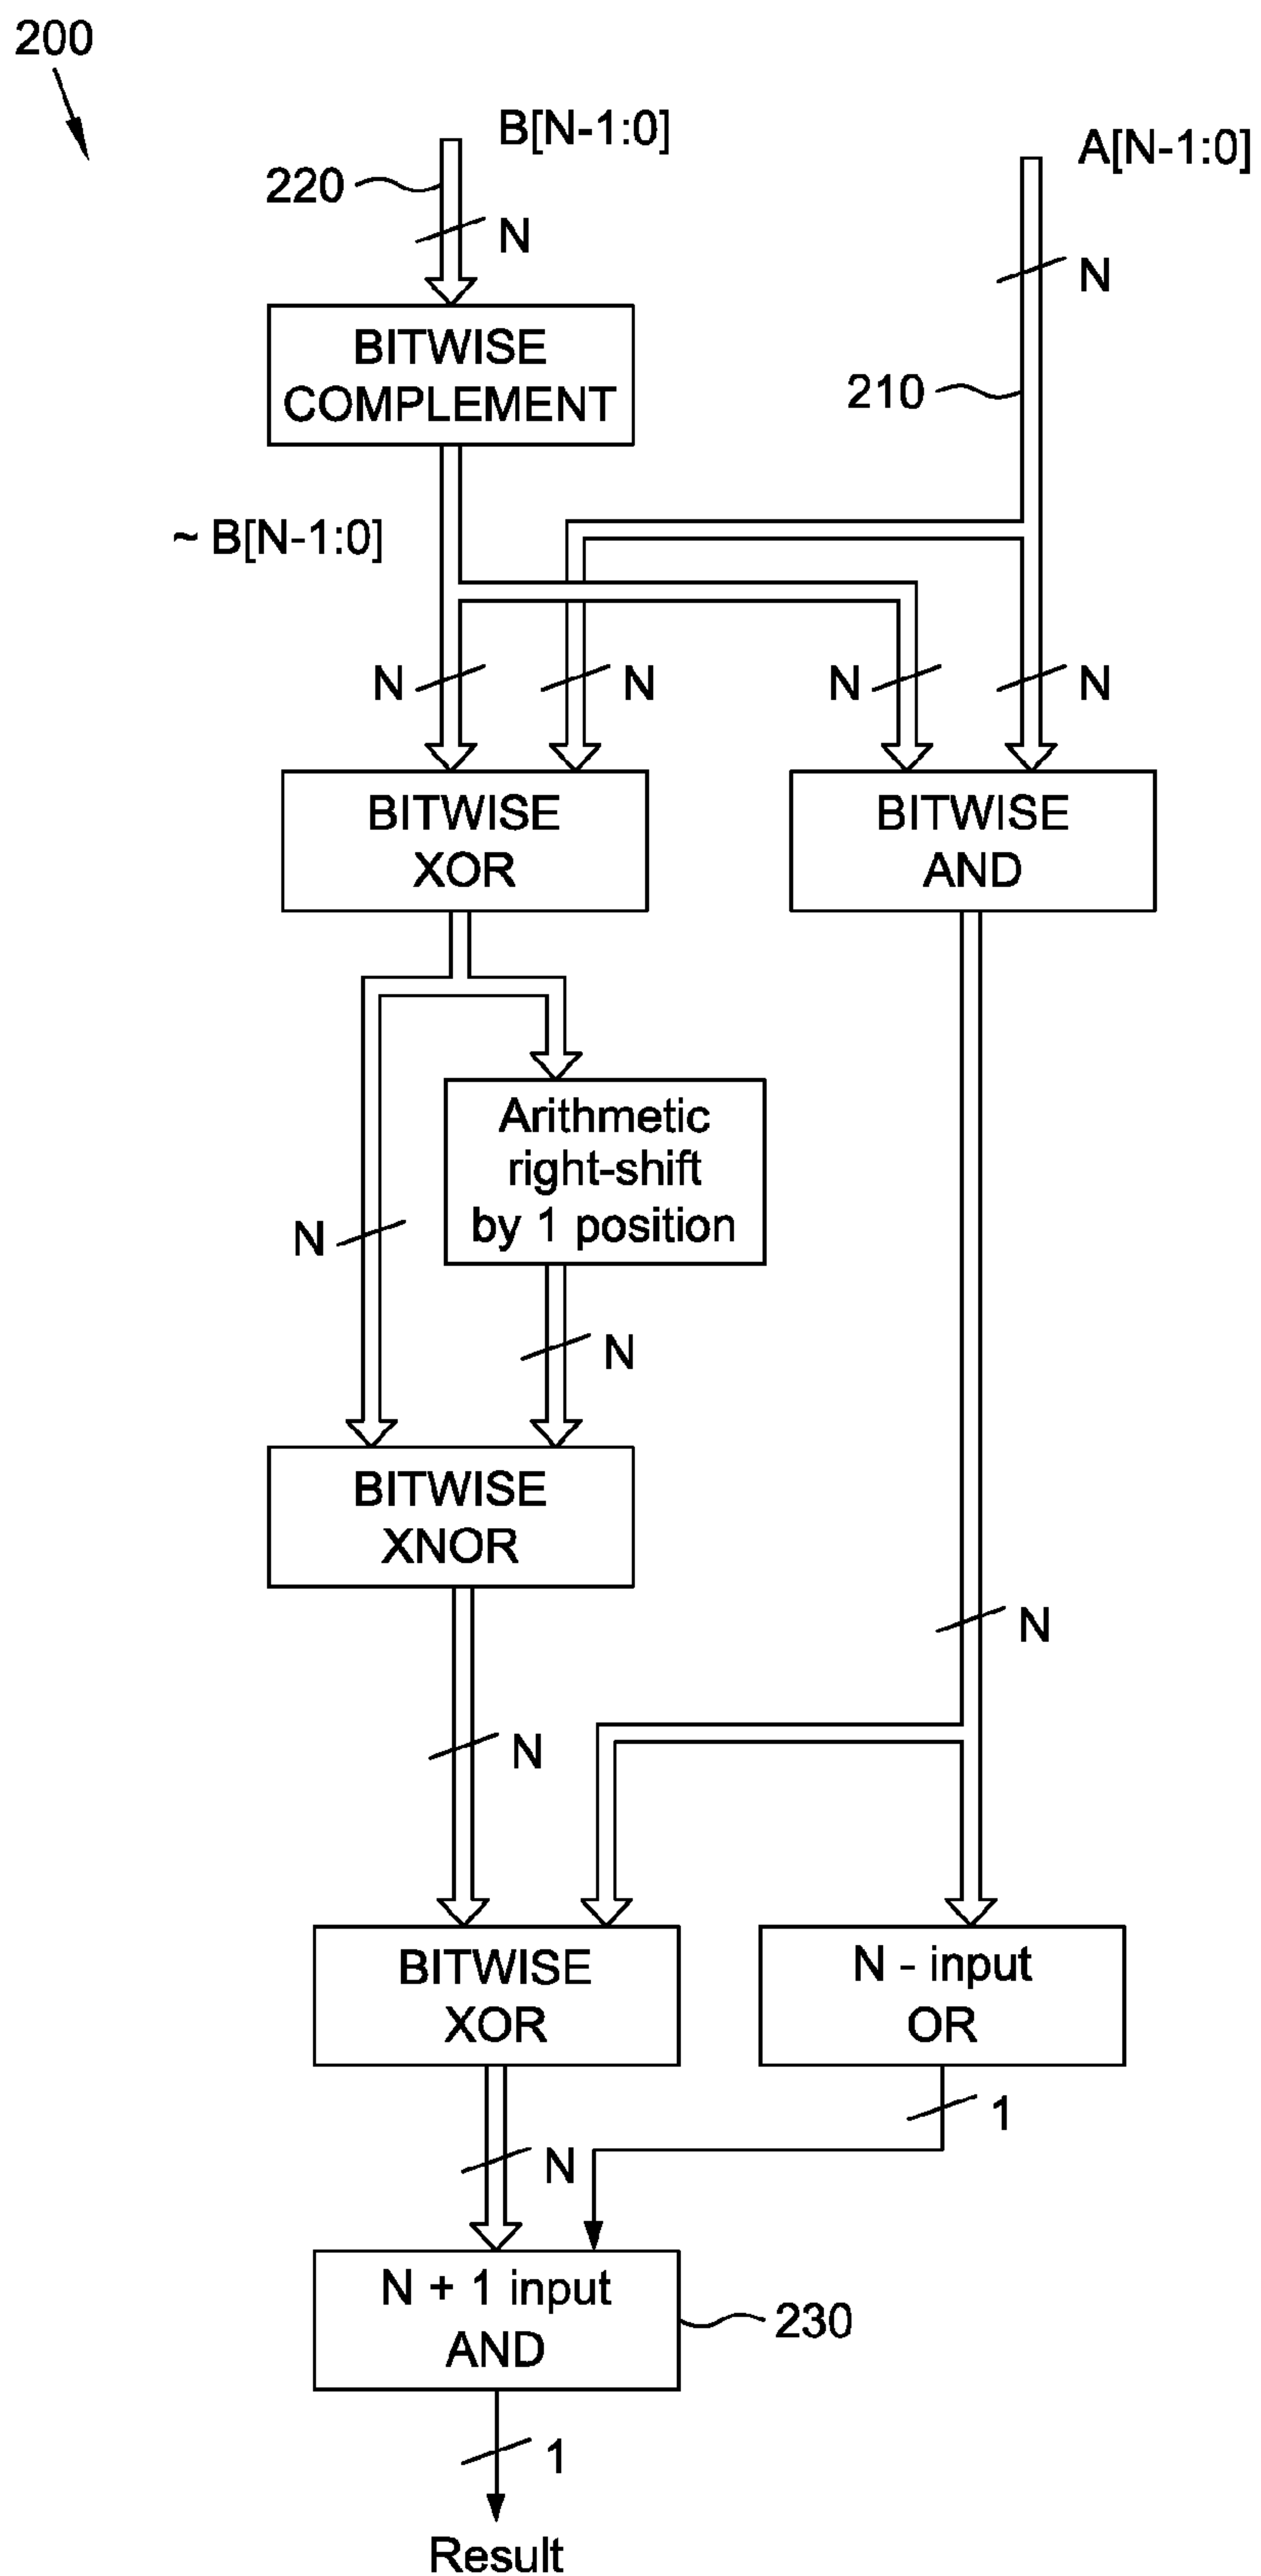 200
B[N-1:0]
A[N-1:0]
220
N
N
BITWISE
COMPLEMENT
210
~ B[N-1:0]
N
N
N
N
BITWISE
XOR
BITWISE
AND
Arithmetic
right-shift
by 1 position
N
N
BITWISE
XNOR
N
N
BITWISE
XOR
N - input
OR
1
N
N + 1 input
AND
230
1
Result